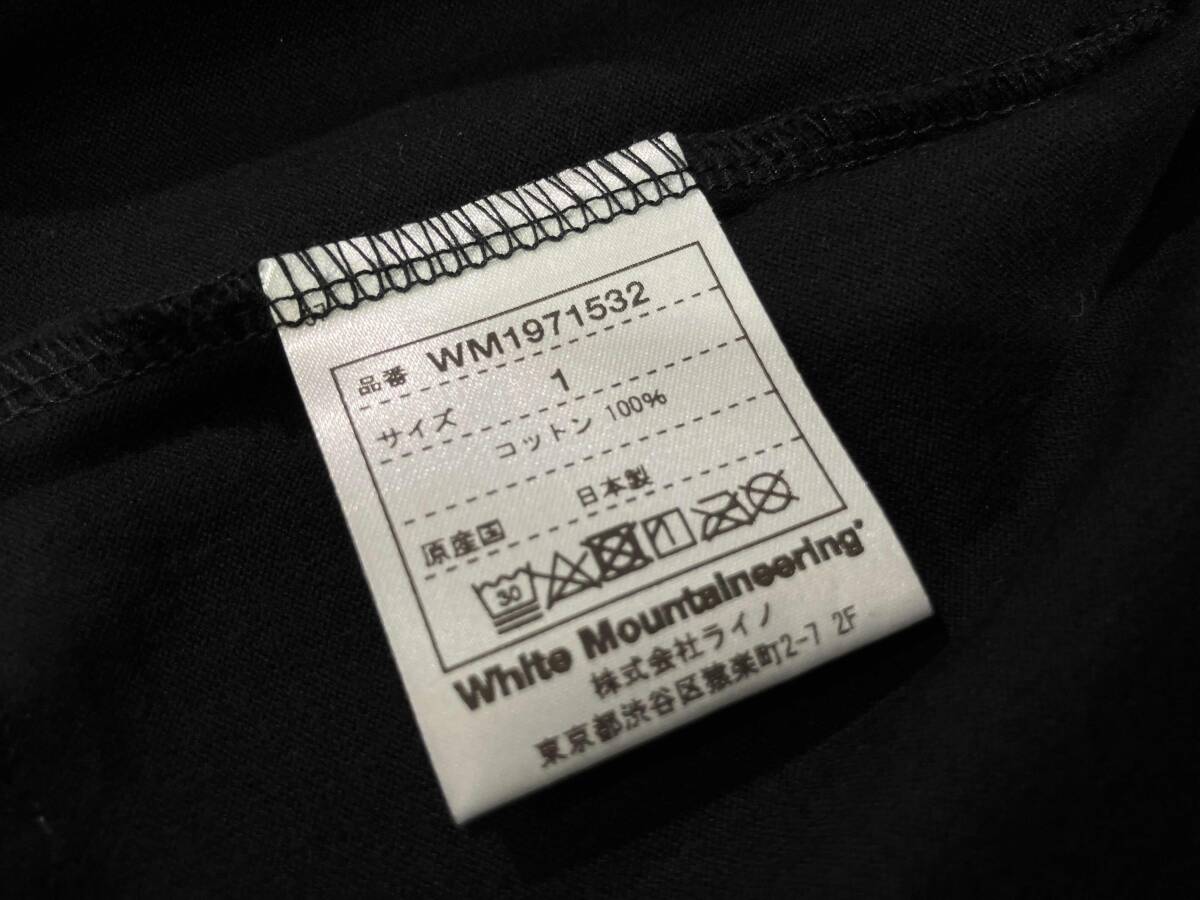 品番 WM1971532
サイズ 1
コットン 100%
原産国 日本製
30
White Mountaineering
株式会社ライノ
東京都渋谷区猿楽町2-7 2F